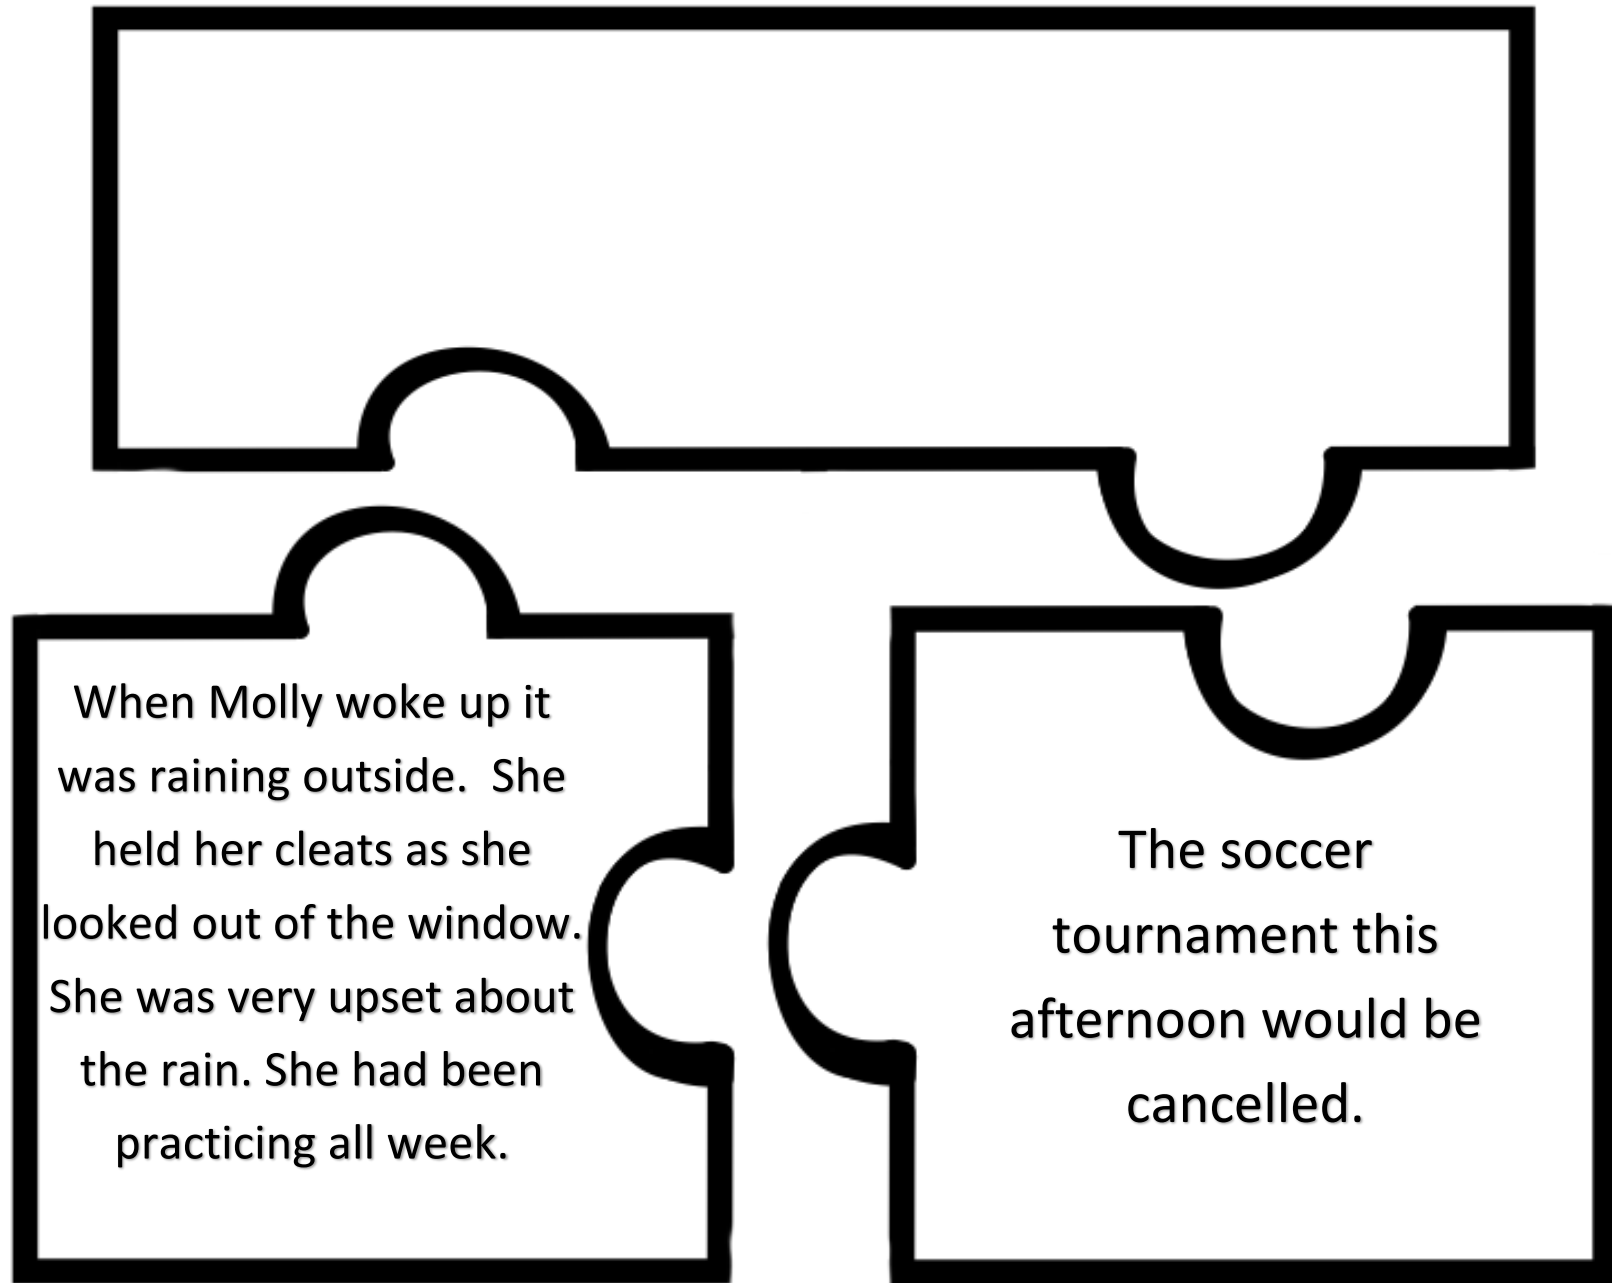 When Molly woke up it
was raining outside.  She
held her cleats as she
looked out of the window.
She was very upset about
the rain. She had been
practicing all week.
The soccer
tournament this
afternoon would be
cancelled.